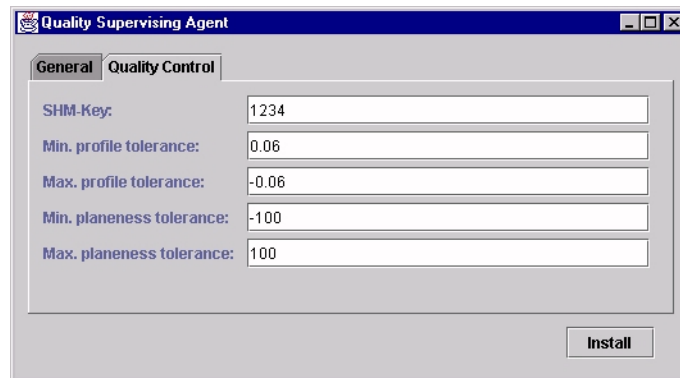 Quality Supervising Agent
General Quality Control
SHM-Key: 1234
Min. profile tolerance: 0.06
Max. profile tolerance: -0.06
Min. planeness tolerance: -100
Max. planeness tolerance: 100
Install